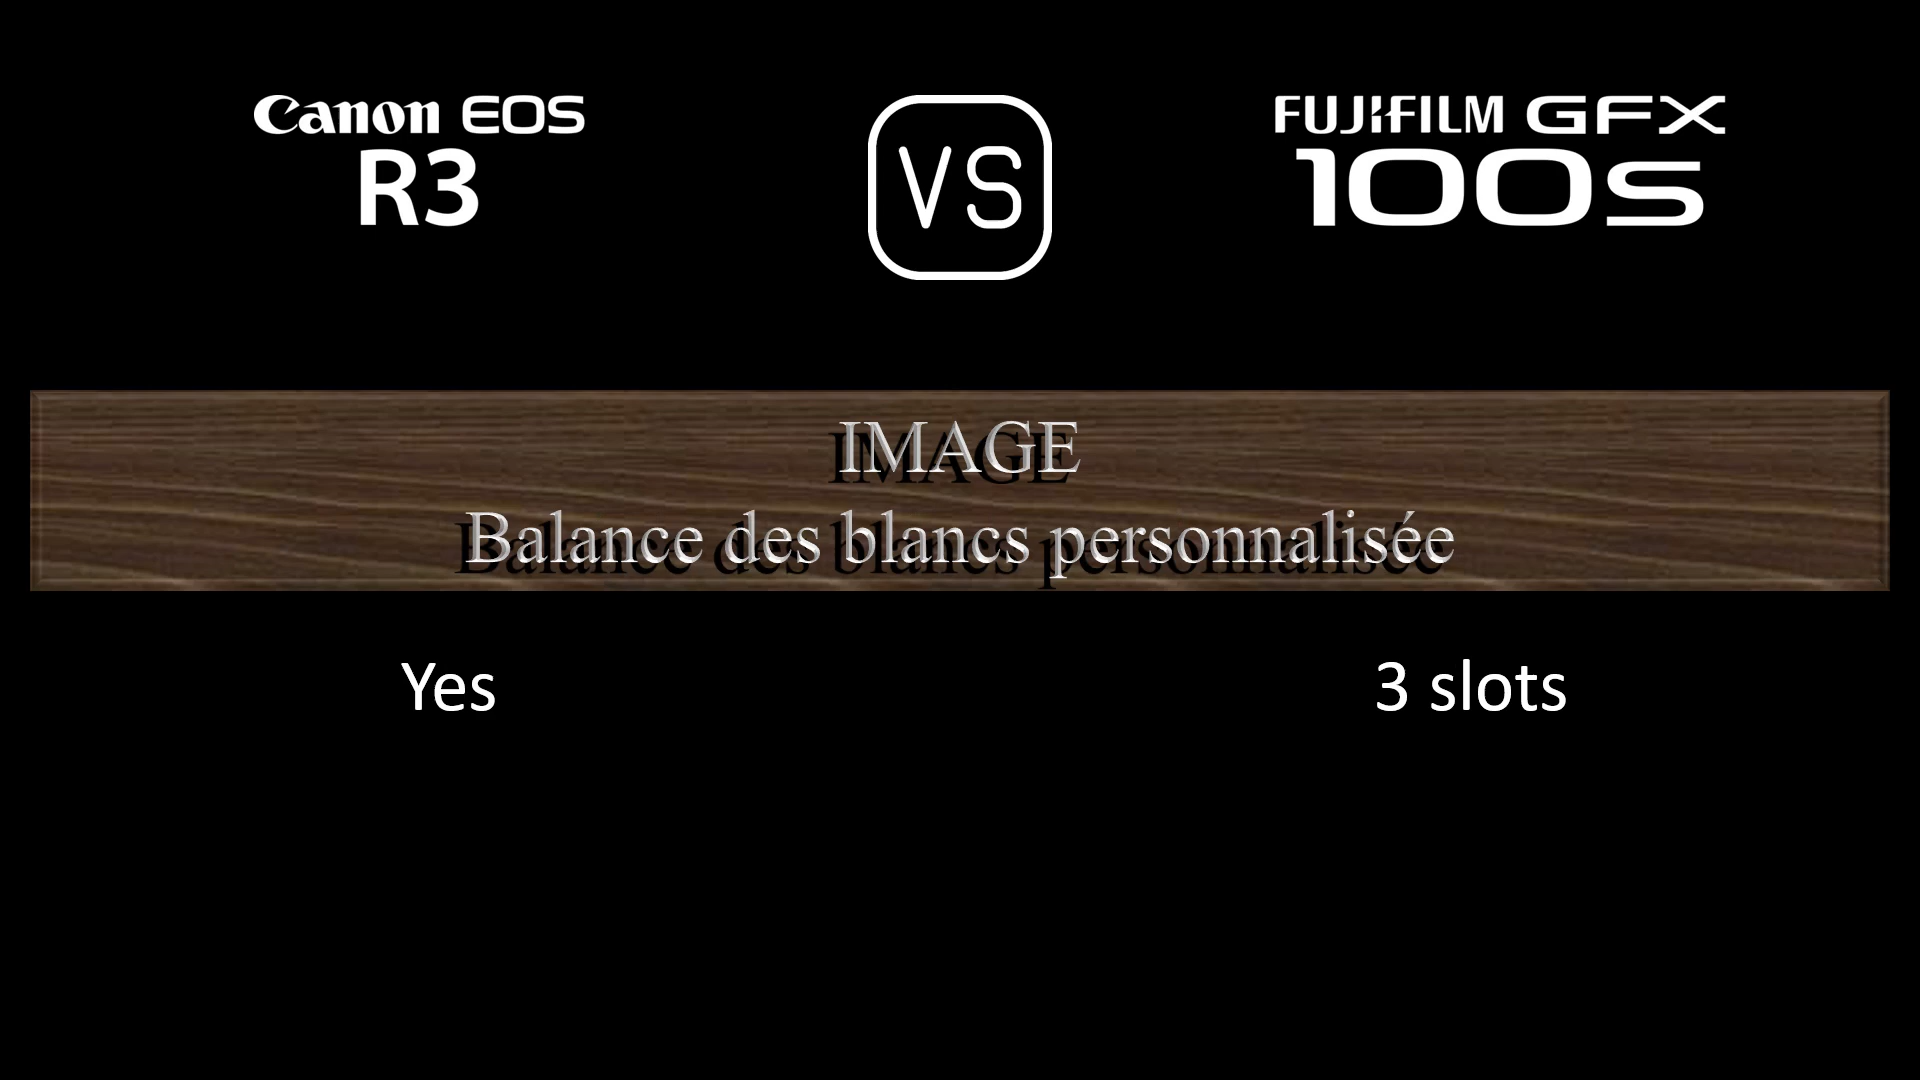 Canon EOS
R3
VS
FUJIFILM GFX
100S
IMAGE
Balance des blancs personnalisée
Yes
3 slots